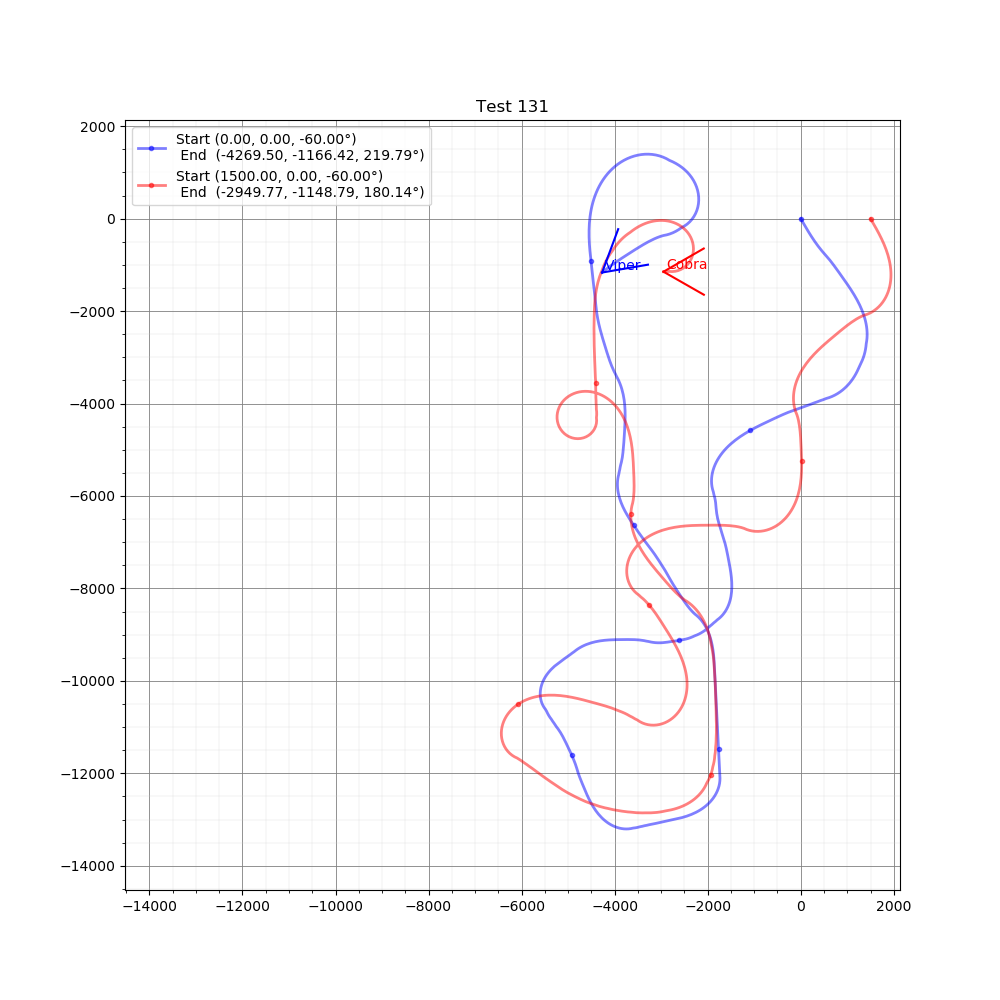 Test 131
Start (0.00, 0.00, -60.00°)
End (-4269.50, -1166.42, 219.79°)
Start (1500.00, 0.00, -60.00°)
End (-2949.77, -1148.79, 180.14°)
2000
0
−2000
−4000
−6000
−8000
−10000
−12000
−14000
Viper
Cobra
−14000 −12000 −10000 −8000 −6000 −4000 −2000 0 2000